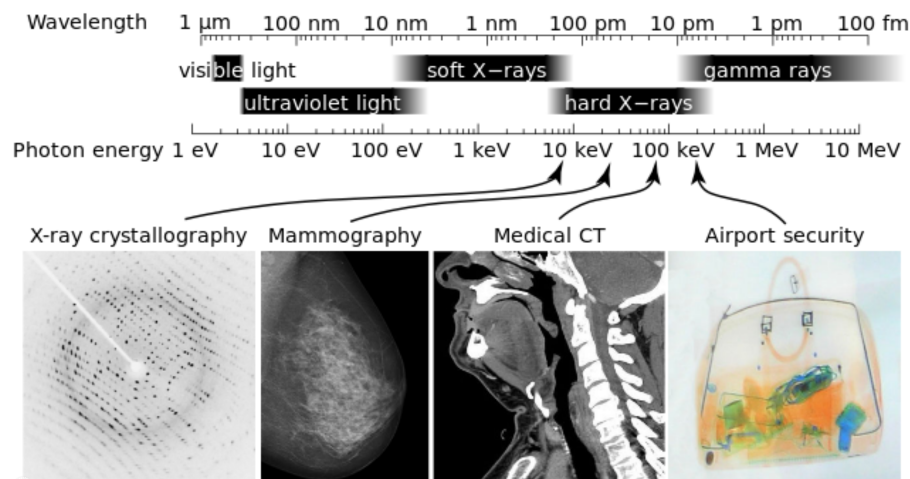 Wavelength 1 µm 100 nm 10 nm 1 nm 100 pm 10 pm 1 pm 100 fm
visible light soft X−rays gamma rays
ultraviolet light hard X−rays
Photon energy 1 eV 10 eV 100 eV 1 keV 10 keV 100 keV 1 MeV 10 MeV
X-ray crystallography Mammography Medical CT Airport security